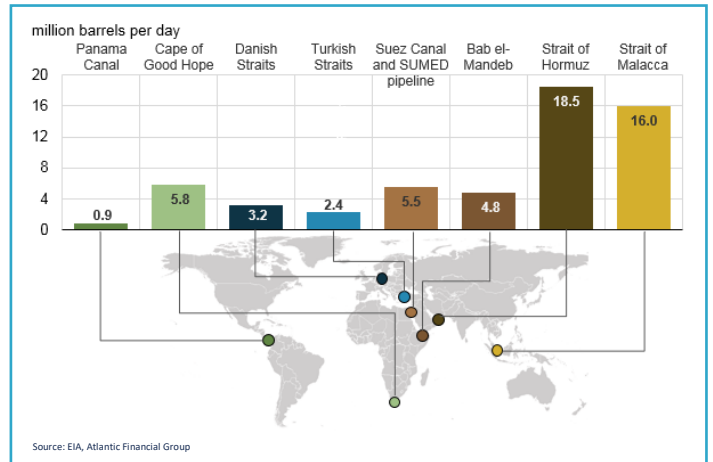 million barrels per day
Panama
Canal
Cape of
Good Hope
Danish
Straits
Turkish
Straits
Suez Canal
and SUMED
pipeline
Bab el-
Mandeb
Strait of
Hormuz
Strait of
Malacca
20
16
12
8
4
0
0.9
5.8
3.2
2.4
5.5
4.8
18.5
16.0
Source: EIA, Atlantic Financial Group